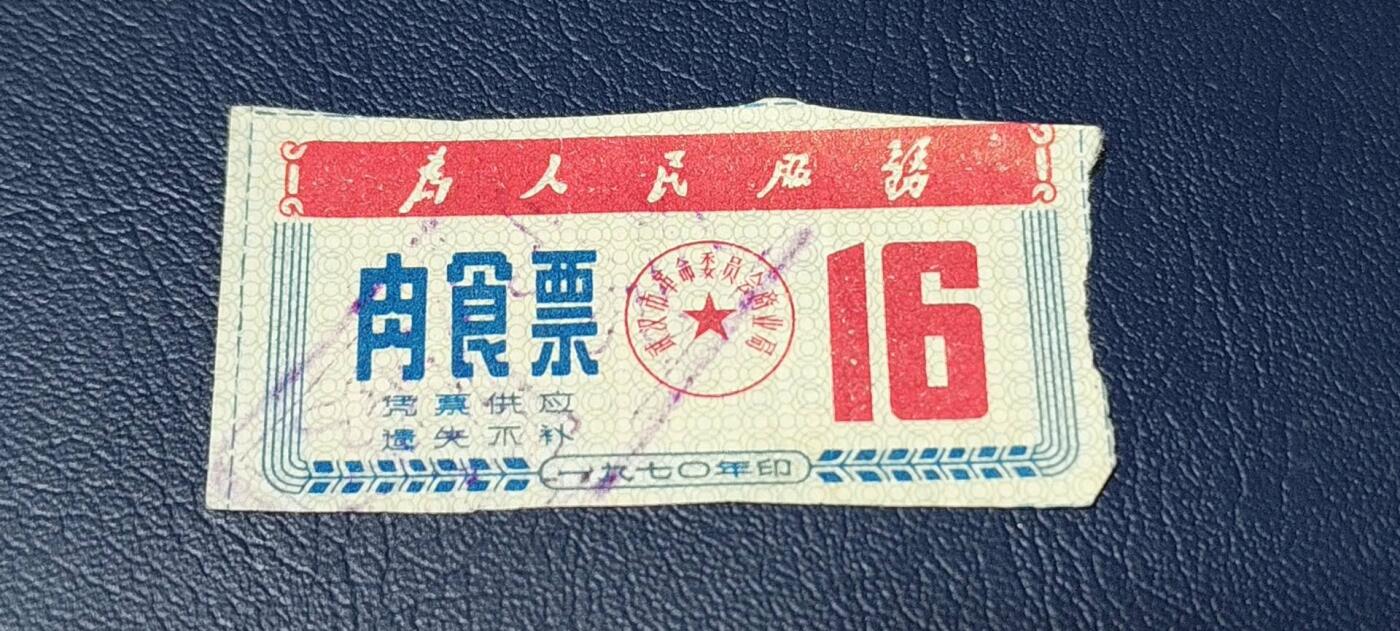 为人民服务
肉食票
武汉市革命委员会商业局
16
凭票供应
遗失不补
一九七〇年印